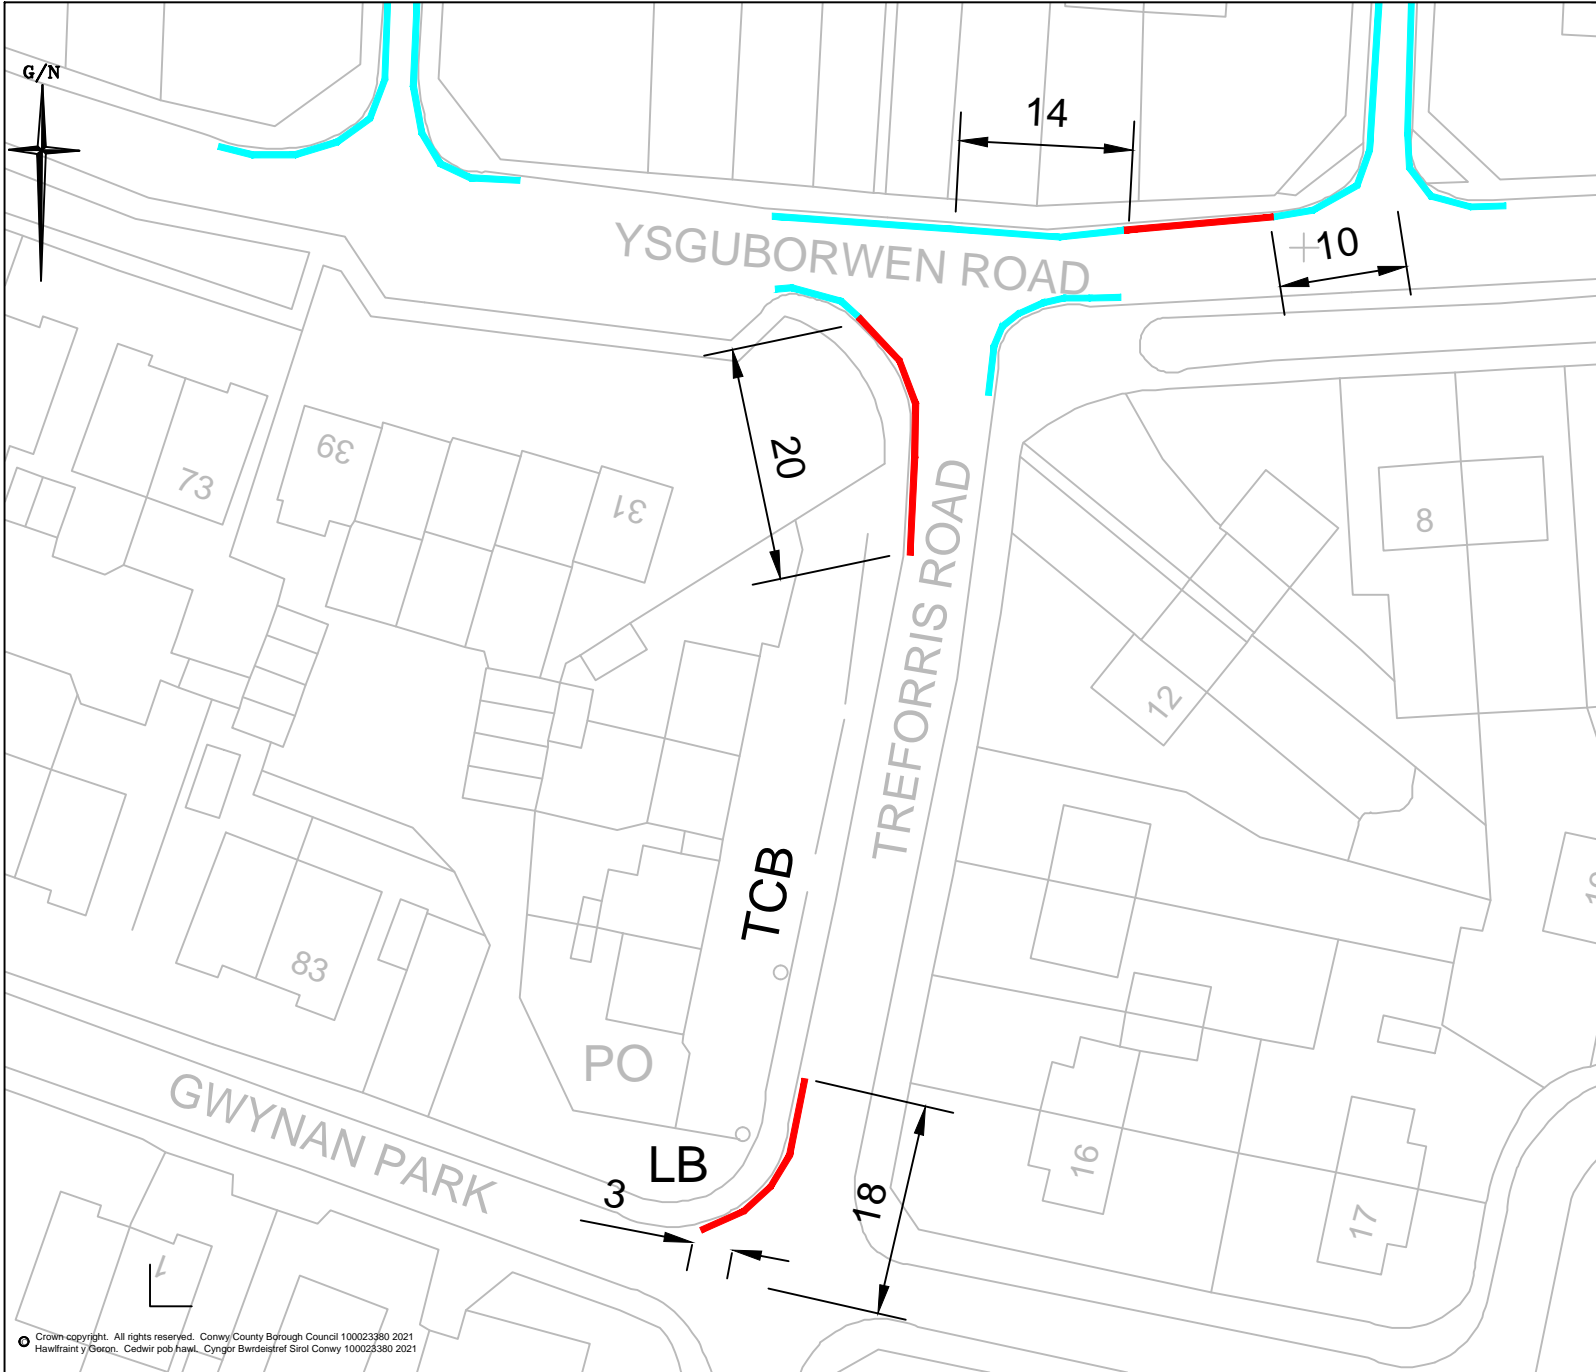 G/N
14
YSGUBORWEN ROAD
10
20
39
31
73
8
TREFORRIS ROAD
12
TCB
83
PO
GWYNAN PARK
LB
3
18
16
17
1
Crown copyright. All rights reserved. Conwy County Borough Council 100023380 2021
Hawlfraint y Goron. Cedwir pob hawl. Cyngor Bwrdeistref Sirol Conwy 100023380 2021